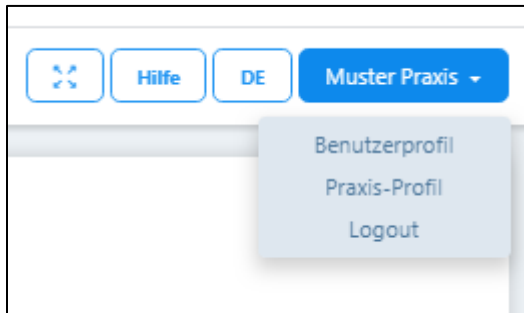 Hilfe DE Muster Praxis
Benutzerprofil
Praxis-Profil
Logout